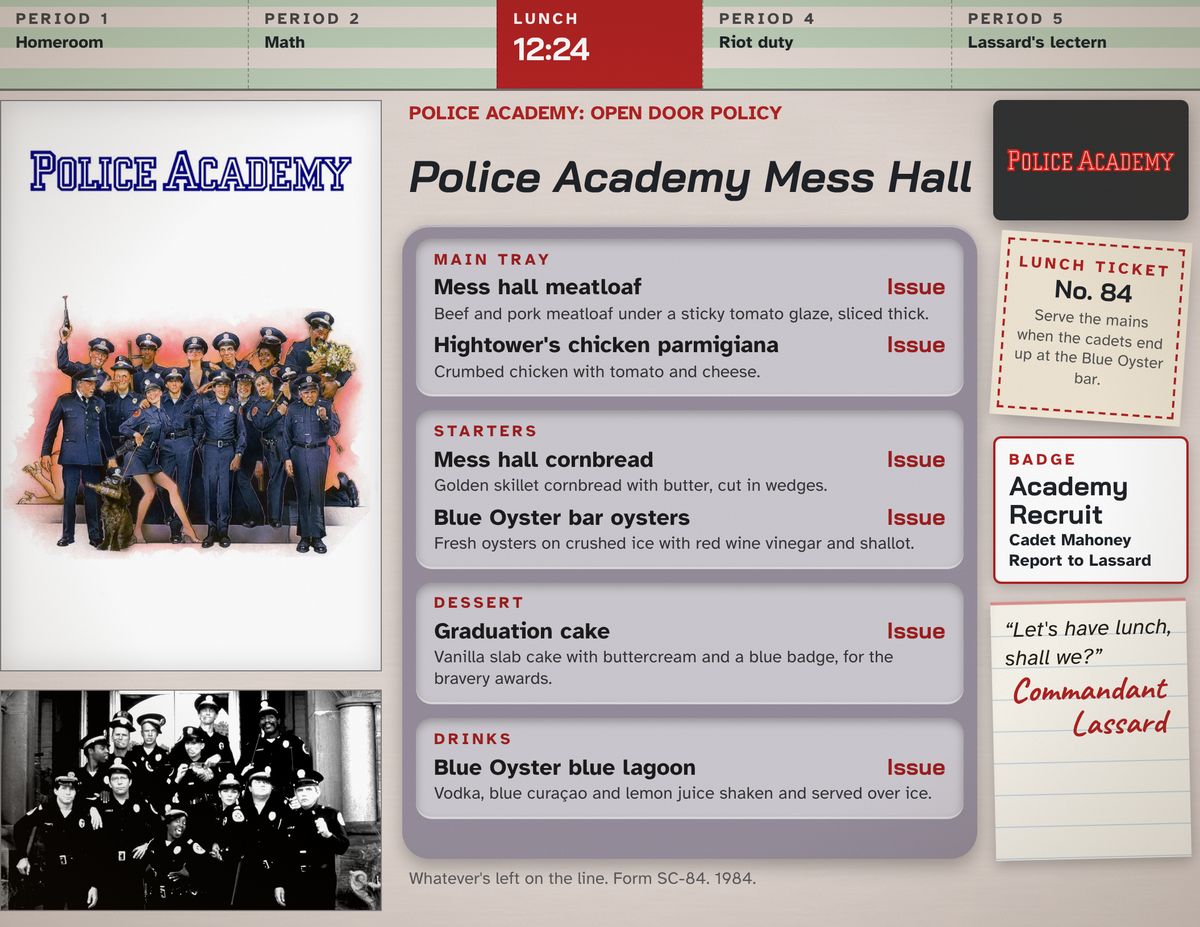 PERIOD 1
Homeroom
PERIOD 2
Math
LUNCH
12:24
PERIOD 4
Riot duty
PERIOD 5
Lassard's lectern
POLICE ACADEMY
POLICE ACADEMY: OPEN DOOR POLICY
Police Academy Mess Hall
MAIN TRAY
Mess hall meatloaf Issue
Beef and pork meatloaf under a sticky tomato glaze, sliced thick.
Hightower's chicken parmigiana Issue
Crumbed chicken with tomato and cheese.
STARTERS
Mess hall cornbread Issue
Golden skillet cornbread with butter, cut in wedges.
Blue Oyster bar oysters Issue
Fresh oysters on crushed ice with red wine vinegar and shallot.
DESSERT
Graduation cake Issue
Vanilla slab cake with buttercream and a blue badge, for the
bravery awards.
DRINKS
Blue Oyster blue lagoon Issue
Vodka, blue curaçao and lemon juice shaken and served over ice.
Whatever's left on the line. Form SC-84. 1984.
POLICE ACADEMY
LUNCH TICKET
No. 84
Serve the mains
when the cadets end
up at the Blue Oyster
bar.
BADGE
Academy
Recruit
Cadet Mahoney
Report to Lassard
“Let's have lunch,
shall we?”
Commandant
Lassard